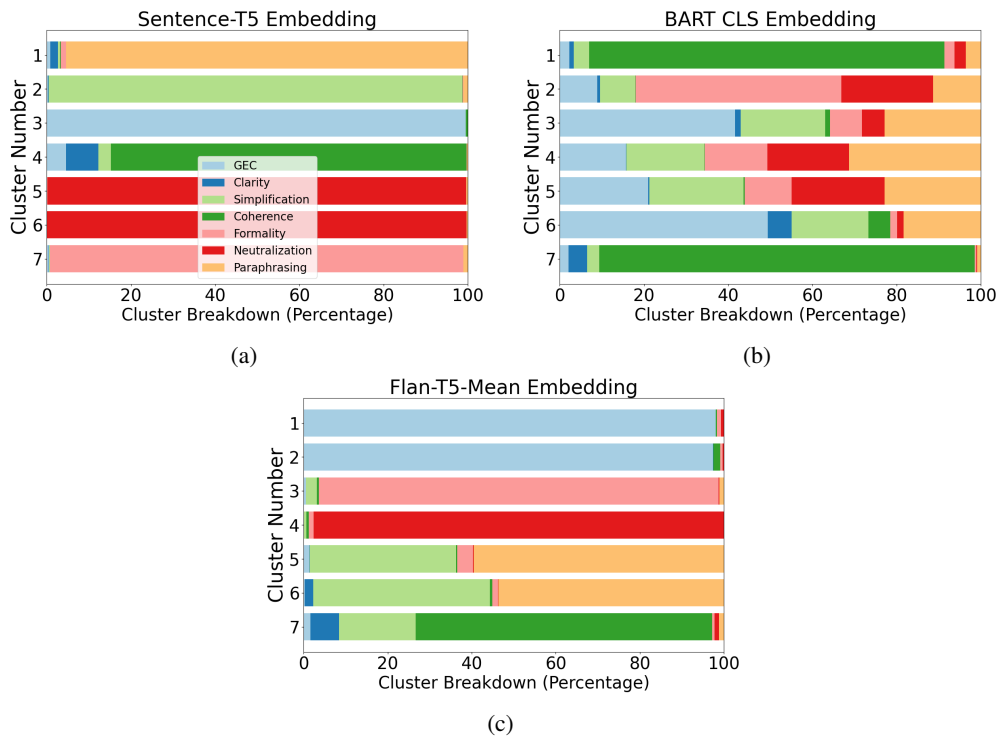 Sentence-T5 Embedding
Cluster Number
1
2
3
4
5
6
7
GEC
Clarity
Simplification
Coherence
Formality
Neutralization
Paraphrasing
0 20 40 60 80 100
Cluster Breakdown (Percentage)
(a)
BART CLS Embedding
Cluster Number
1
2
3
4
5
6
7
0 20 40 60 80 100
Cluster Breakdown (Percentage)
(b)
Flan-T5-Mean Embedding
Cluster Number
1
2
3
4
5
6
7
0 20 40 60 80 100
Cluster Breakdown (Percentage)
(c)